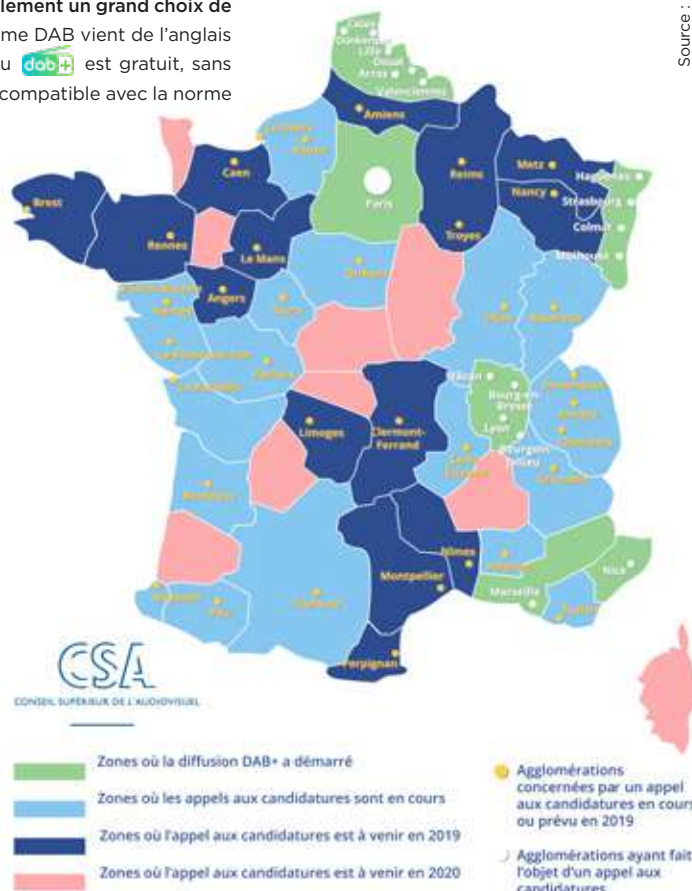 lement un grand choix de
me DAB vient de l'anglais
u dab+ est gratuit, sans
compatible avec la norme
Source :
Calais
Dunkerque
Lille
Douai
Arras
Valenciennes
Amiens
Caen
Reims
Metz
Haguenau
Paris
Nancy
Strasbourg
Brest
Rennes
Troyes
Colmar
Le Mans
Mulhouse
Orléans
Angers
Tours
Mâcon
Bourg-en-
Bresse
Limoges
Clermont-
Ferrand
Lyon
Bourgoin-
Jallieu
Grenoble
Bordeaux
Nîmes
Montpellier
Nice
Marseille
Pau
Toulon
Perpignan
CSA
CONSEIL SUPÉRIEUR DE L'AUDIOVISUEL
Zones où la diffusion DAB+ a démarré
Zones où les appels aux candidatures sont en cours
Zones où l'appel aux candidatures est à venir en 2019
Zones où l'appel aux candidatures est à venir en 2020
Agglomérations
concernées par un appel
aux candidatures en cours
ou prévu en 2019
Agglomérations ayant fait
l'objet d'un appel aux
candidatures